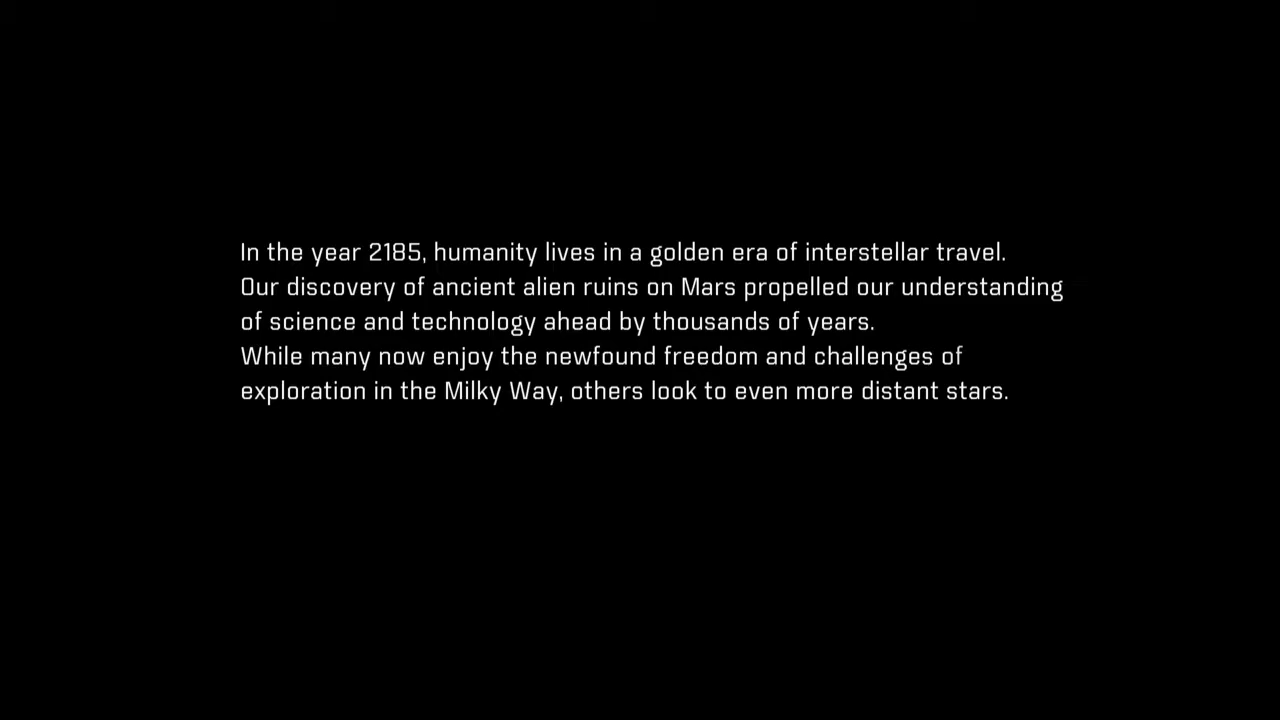 In the year 2185, humanity lives in a golden era of interstellar travel.
Our discovery of ancient alien ruins on Mars propelled our understanding
of science and technology ahead by thousands of years.
While many now enjoy the newfound freedom and challenges of
exploration in the Milky Way, others look to even more distant stars.